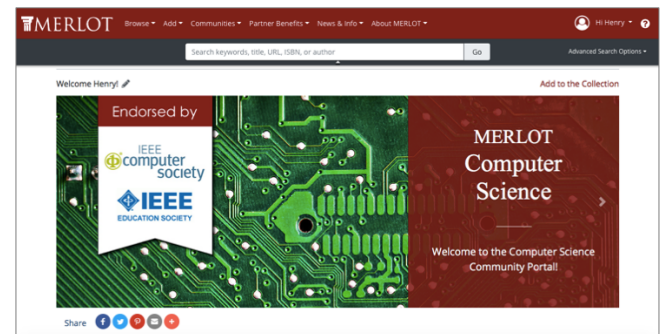 MERLOT Browse Add Communities Partner Benefits News & Info About MERLOT Hi Henry ?
Search keywords, title, URL, ISBN, or author Go Advanced Search Options
Welcome Henry! Add to the Collection
Endorsed by
IEEE
computer
society
IEEE
EDUCATION SOCIETY
MERLOT
Computer
Science
Welcome to the Computer Science
Community Portal!
Share